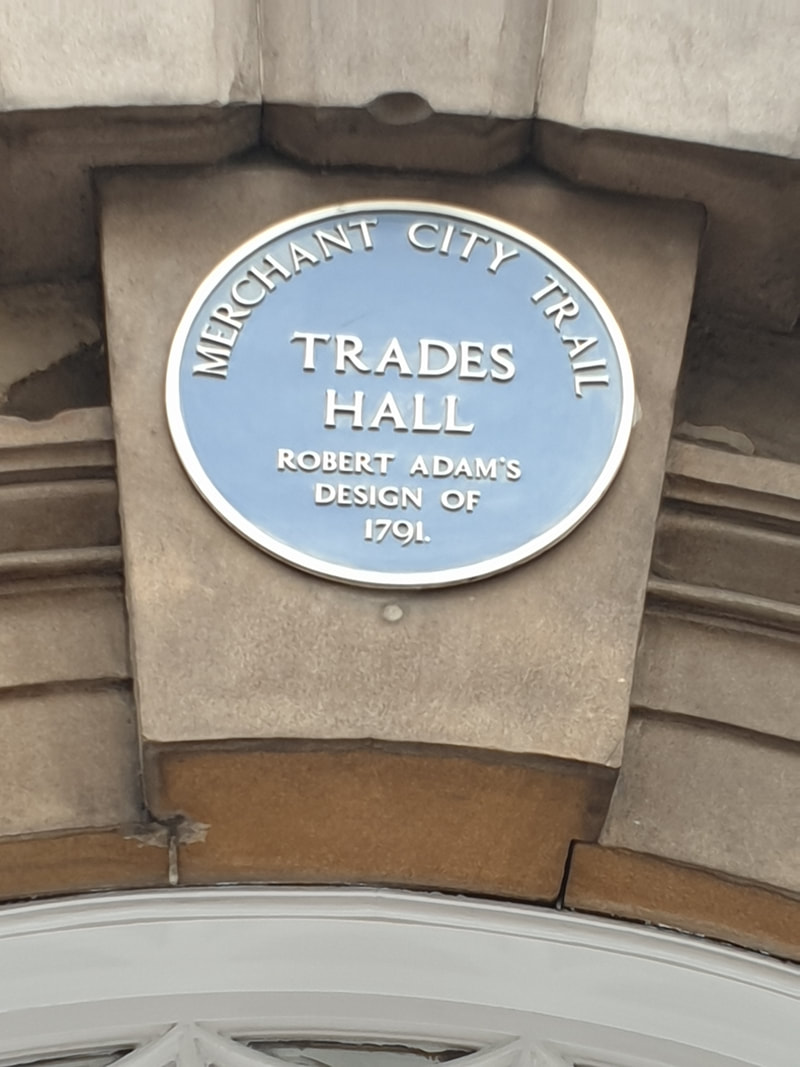 MERCHANT CITY TRAIL
TRADES
HALL
ROBERT ADAM'S
DESIGN OF
1791.